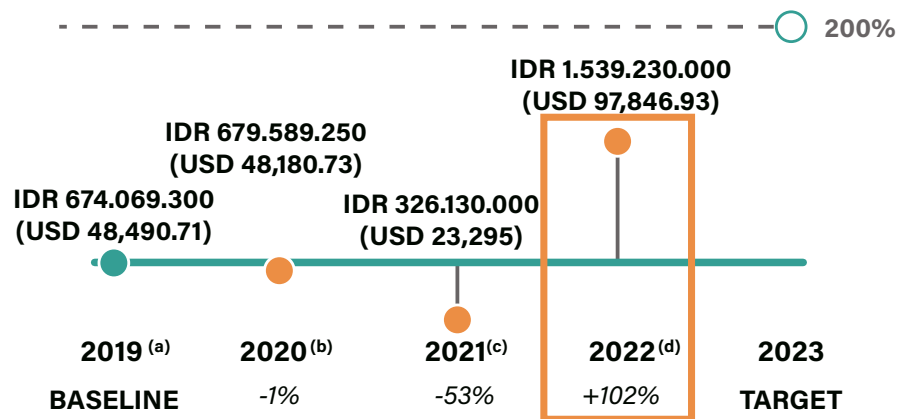 200%
IDR 1.539.230.000
(USD 97,846.93)
IDR 679.589.250
(USD 48,180.73)
IDR 674.069.300
(USD 48,490.71)
IDR 326.130.000
(USD 23,295)
2019 (a) 2020 (b) 2021(c) 2022 (d) 2023
BASELINE -1% -53% +102% TARGET